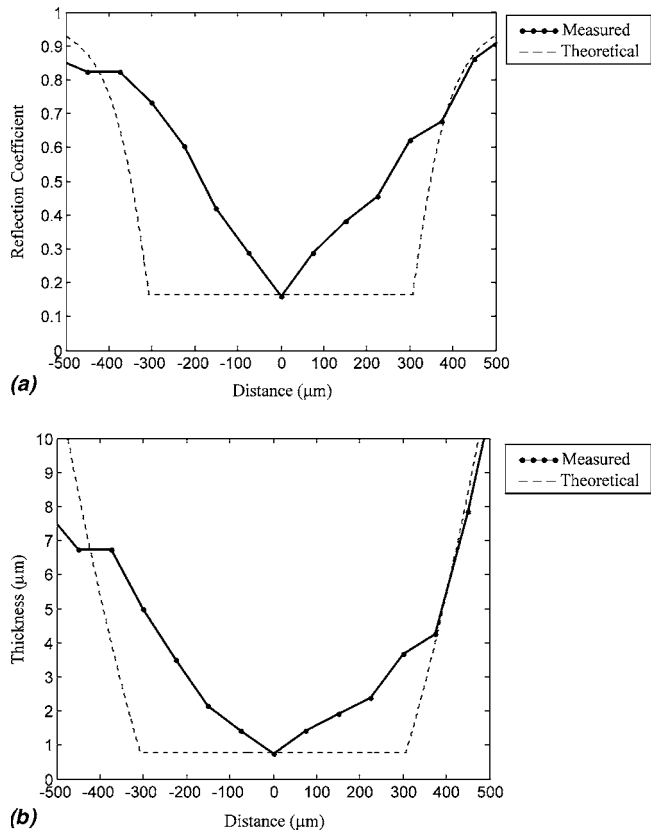 1
0.9
0.8
0.7
0.6
0.5
0.4
0.3
0.2
0.1
0
Reflection Coefficient
-500 -400 -300 -200 -100 0 100 200 300 400 500
Distance (μm)
Measured
Theoretical
(a)
10
9
8
7
6
5
4
3
2
1
0
Thickness (μm)
-500 -400 -300 -200 -100 0 100 200 300 400 500
Distance (μm)
Measured
Theoretical
(b)